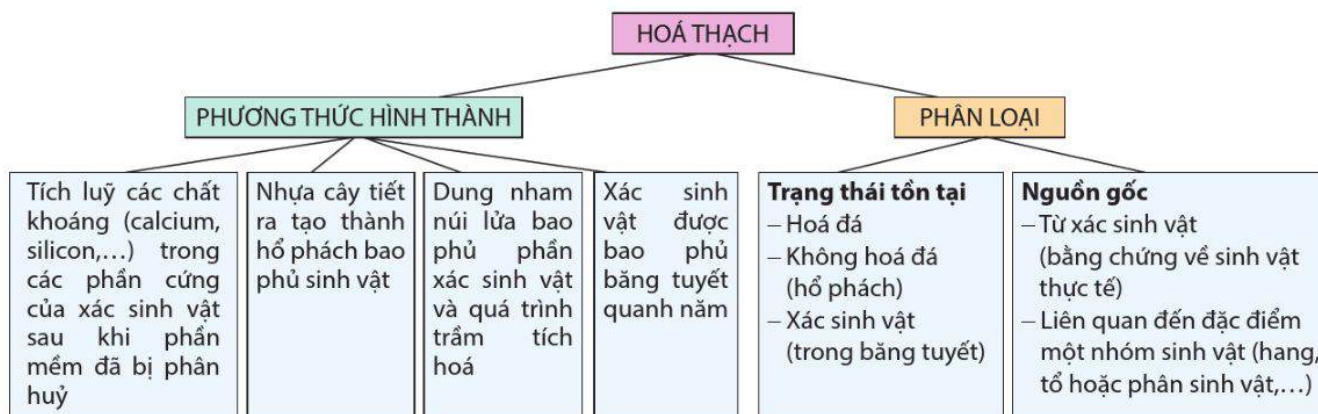 HOÁ THẠCH
PHƯƠNG THỨC HÌNH THÀNH
PHÂN LOẠI
Tích luỹ các chất
khoáng (calcium,
silicon,…) trong
các phần cứng
của xác sinh vật
sau khi phần
mềm đã bị phân
huỷ
Nhựa cây tiết
ra tạo thành
hổ phách bao
phủ sinh vật
Dung nham
núi lửa bao
phủ phần
xác sinh vật
và quá trình
trầm tích
hoá
Xác sinh
vật được
bao phủ
băng tuyết
quanh năm
Trạng thái tồn tại
– Hoá đá
– Không hoá đá
(hổ phách)
– Xác sinh vật
(trong băng tuyết)
Nguồn gốc
– Từ xác sinh vật
(bằng chứng về sinh vật
thực tế)
– Liên quan đến đặc điểm
một nhóm sinh vật (hang,
tổ hoặc phân sinh vật,…)